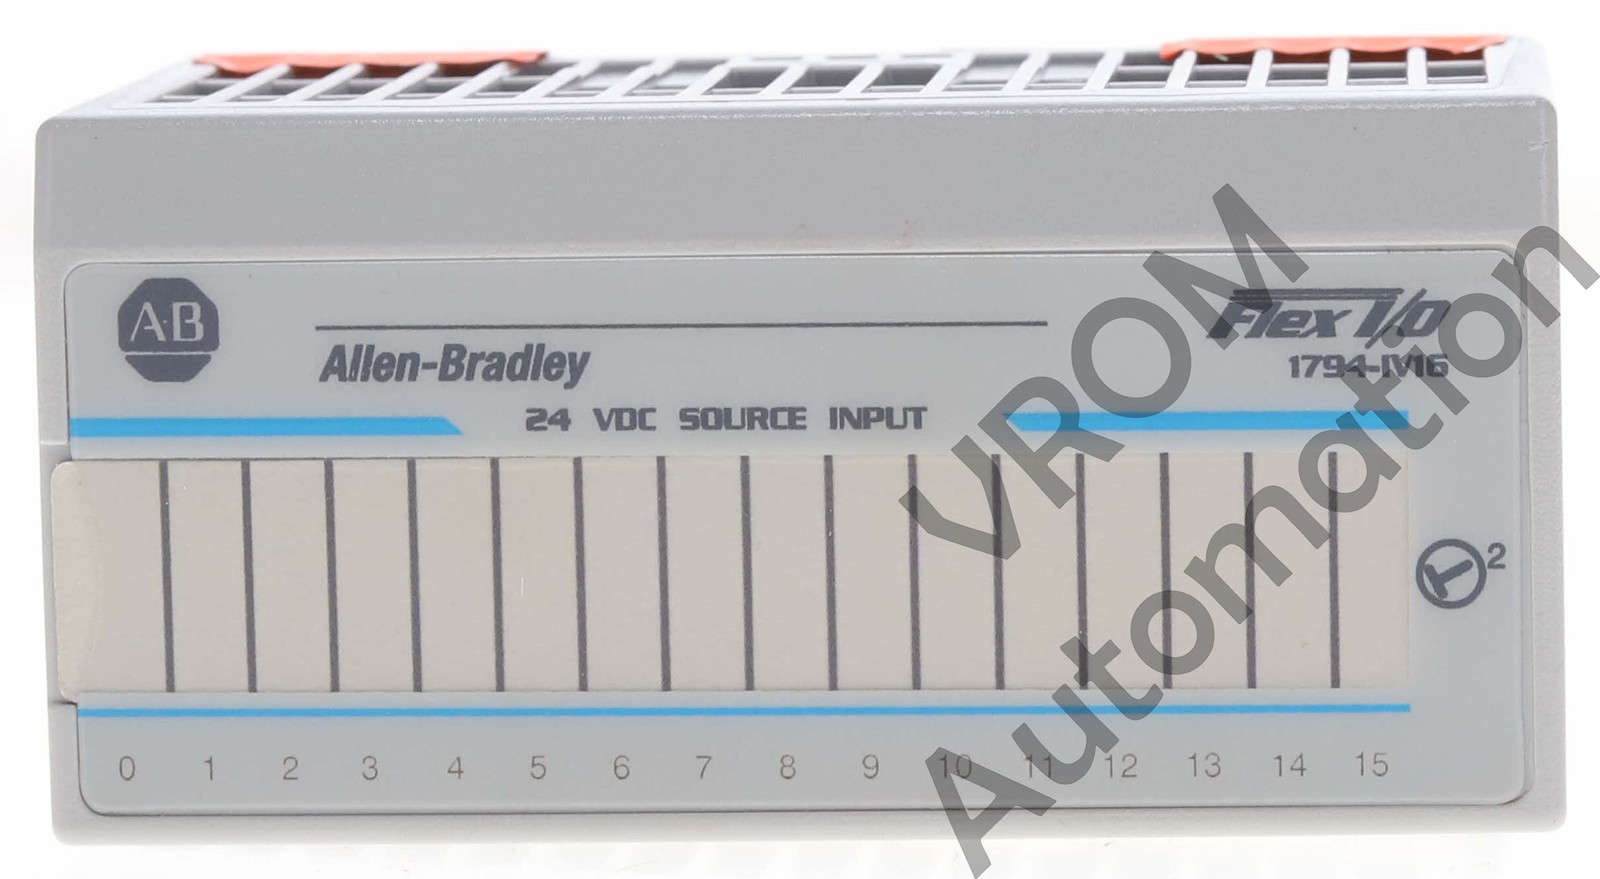 A·B
Allen-Bradley
Flex I/O
1794-IV16
24 VDC SOURCE INPUT
2
0 1 2 3 4 5 6 7 8 9 10 11 12 13 14 15
VROM
Automation